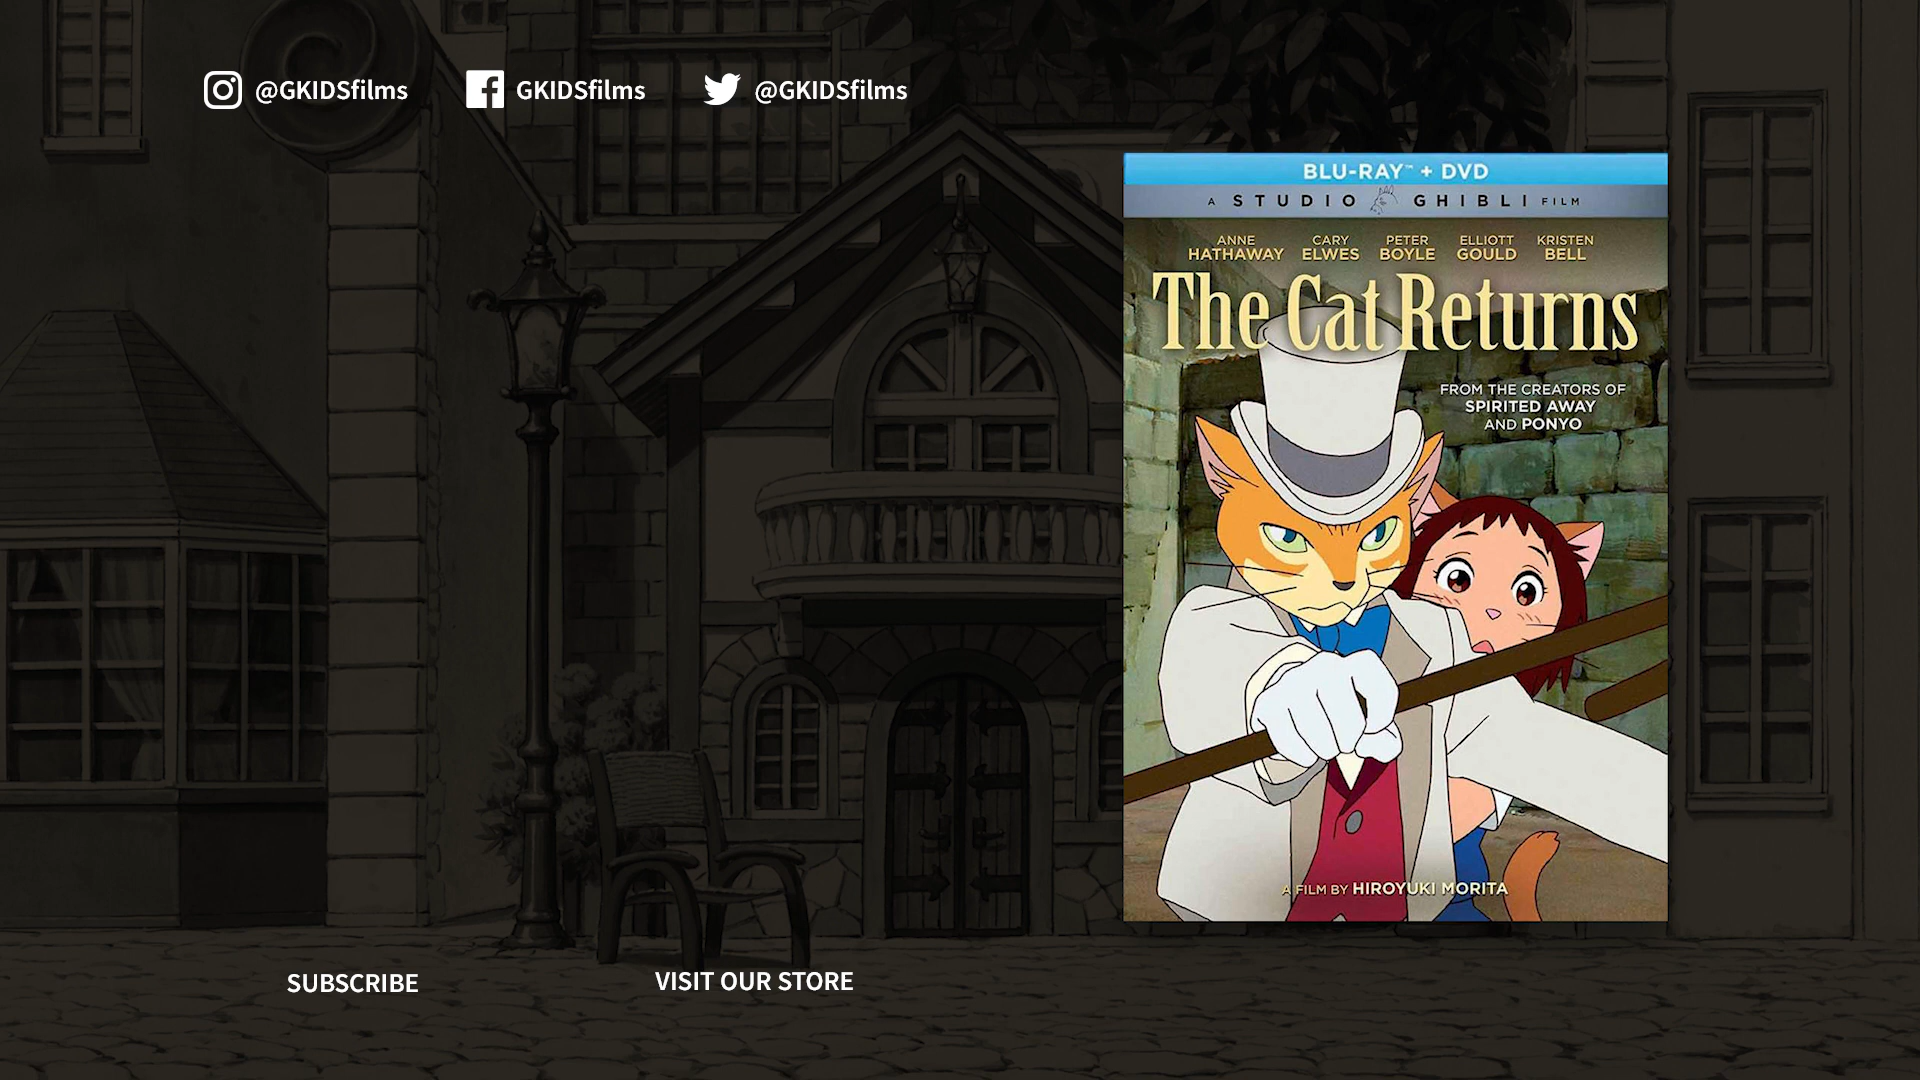 @GKIDSfilms
GKIDSfilms
@GKIDSfilms
BLU-RAY™ + DVD
A STUDIO GHIBLI FILM
ANNE HATHAWAY
CARY ELWES
PETER BOYLE
ELLIOTT GOULD
KRISTEN BELL
The Cat Returns
FROM THE CREATORS OF
SPIRITED AWAY
AND PONYO
A FILM BY HIROYUKI MORITA
SUBSCRIBE
VISIT OUR STORE